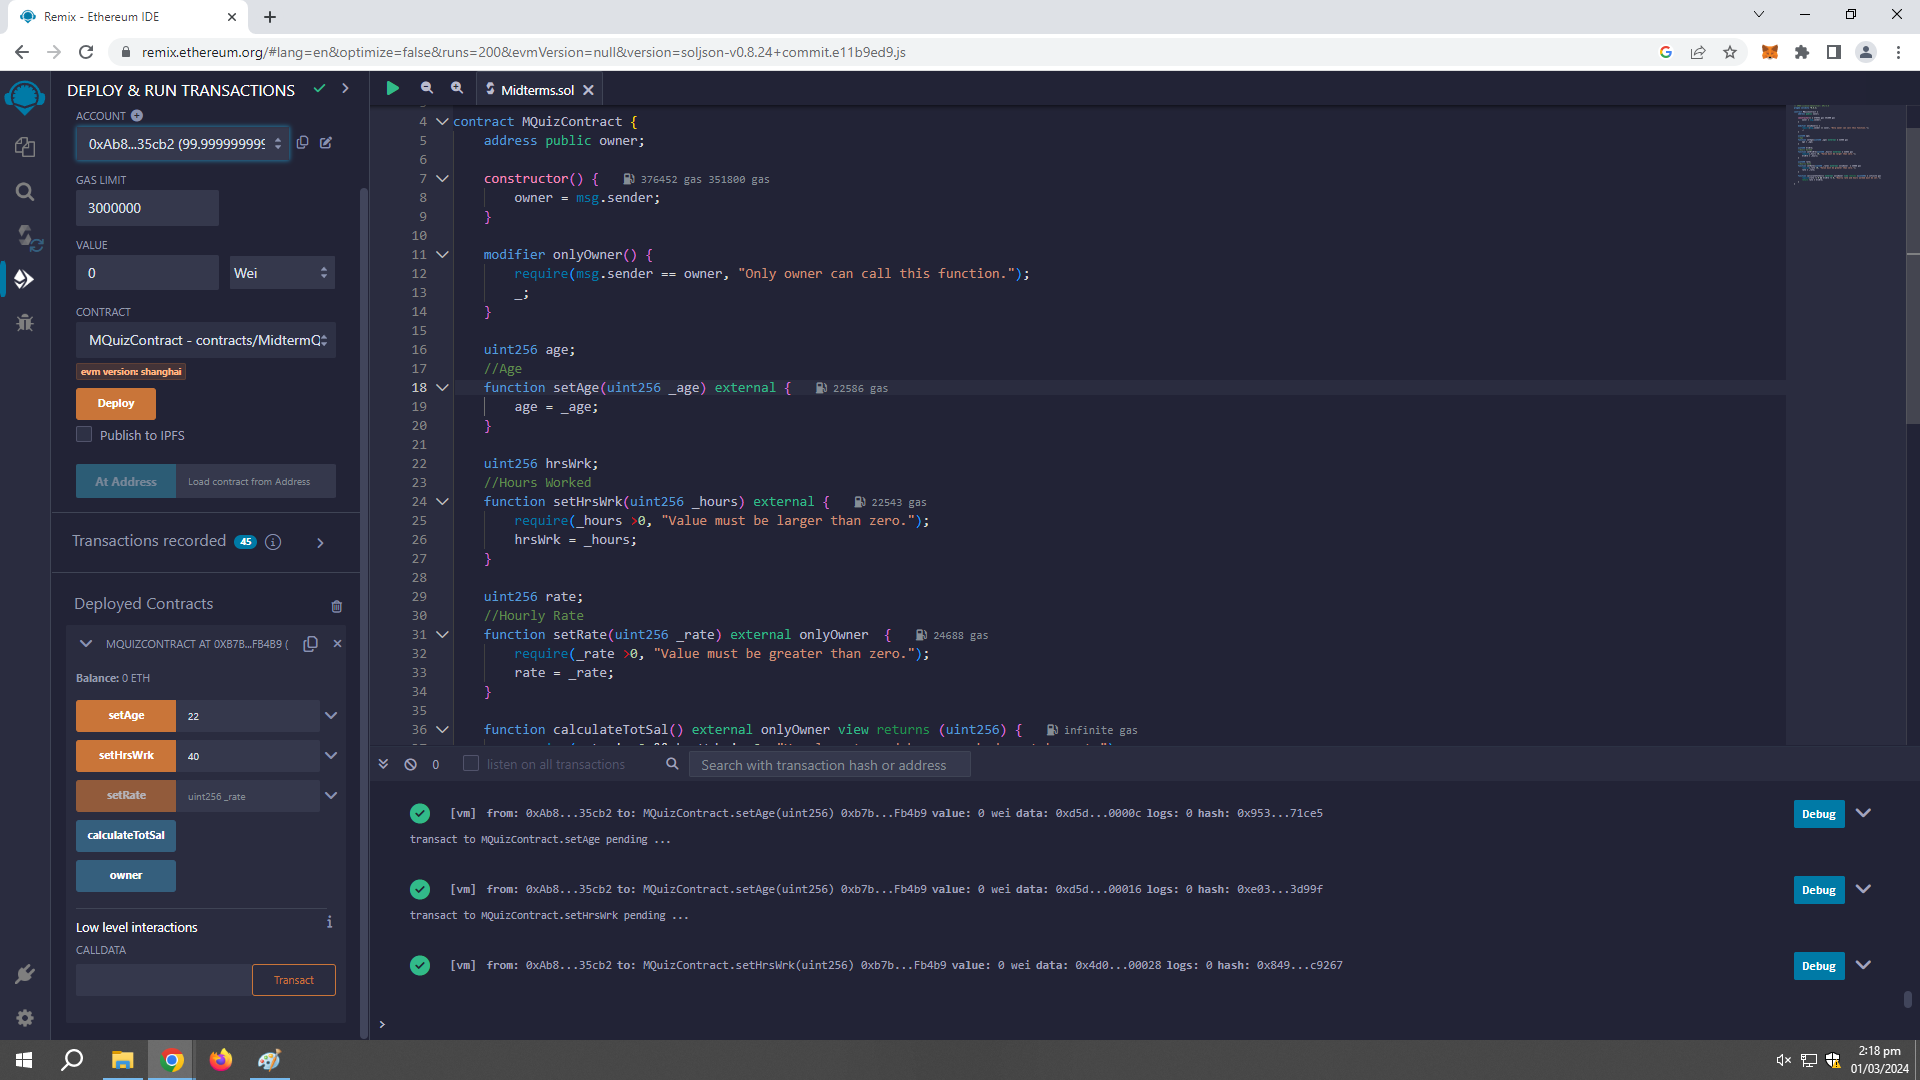 Remix - Ethereum IDE
remix.ethereum.org/#lang=en&optimize=false&runs=200&evmVersion=null&version=soljson-v0.8.24+commit.e11b9ed9.js
DEPLOY & RUN TRANSACTIONS
ACCOUNT
0xAb8...35cb2 (99.9999999999
GAS LIMIT
3000000
VALUE
0
Wei
CONTRACT
MQuizContract - contracts/MidtermQ
evm version: shanghai
Deploy
Publish to IPFS
At Address
Load contract from Address
Transactions recorded 45
Deployed Contracts
MQUIZCONTRACT AT 0XB7B...FB4B9 (
Balance: 0 ETH
setAge 22
setHrsWrk 40
setRate uint256 _rate
calculateTotSal
owner
Low level interactions
CALLDATA
Transact
Midterms.sol
4 contract MQuizContract {
5 address public owner;
6
7 constructor() { 376452 gas 351800 gas
8 owner = msg.sender;
9 }
10
11 modifier onlyOwner() {
12 require(msg.sender == owner, "Only owner can call this function.");
13 _;
14 }
15
16 uint256 age;
17 //Age
18 function setAge(uint256 _age) external { 22586 gas
19 age = _age;
20 }
21
22 uint256 hrsWrk;
23 //Hours Worked
24 function setHrsWrk(uint256 _hours) external { 22543 gas
25 require(_hours >0, "Value must be larger than zero.");
26 hrsWrk = _hours;
27 }
28
29 uint256 rate;
30 //Hourly Rate
31 function setRate(uint256 _rate) external onlyOwner { 24688 gas
32 require(_rate >0, "Value must be greater than zero.");
33 rate = _rate;
34 }
35
36 function calculateTotSal() external onlyOwner view returns (uint256) { infinite gas
0
listen on all transactions
Search with transaction hash or address
[vm] from: 0xAb8...35cb2 to: MQuizContract.setAge(uint256) 0xb7b...Fb4b9 value: 0 wei data: 0xd5d...0000c logs: 0 hash: 0x953...71ce5
Debug
transact to MQuizContract.setAge pending ...
[vm] from: 0xAb8...35cb2 to: MQuizContract.setAge(uint256) 0xb7b...Fb4b9 value: 0 wei data: 0xd5d...00016 logs: 0 hash: 0xe03...3d99f
Debug
transact to MQuizContract.setHrsWrk pending ...
[vm] from: 0xAb8...35cb2 to: MQuizContract.setHrsWrk(uint256) 0xb7b...Fb4b9 value: 0 wei data: 0x4d0...00028 logs: 0 hash: 0x849...c9267
Debug
>
2:18 pm
01/03/2024